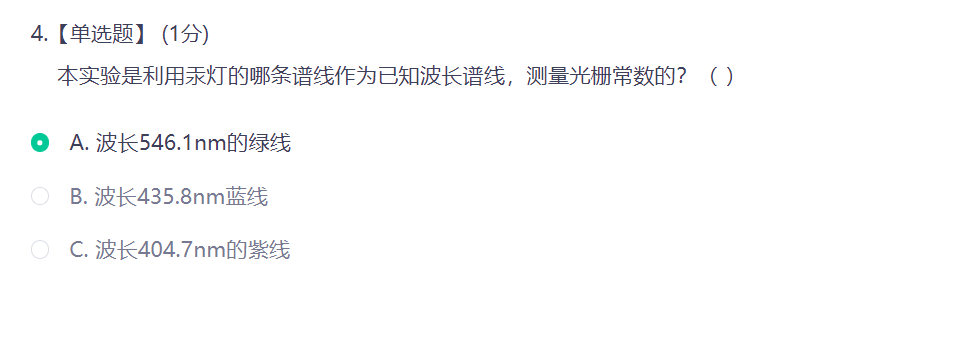 4.【单选题】 (1分)
本实验是利用汞灯的哪条谱线作为已知波长谱线，测量光栅常数的？（ ）
A. 波长546.1nm的绿线
B. 波长435.8nm蓝线
C. 波长404.7nm的紫线